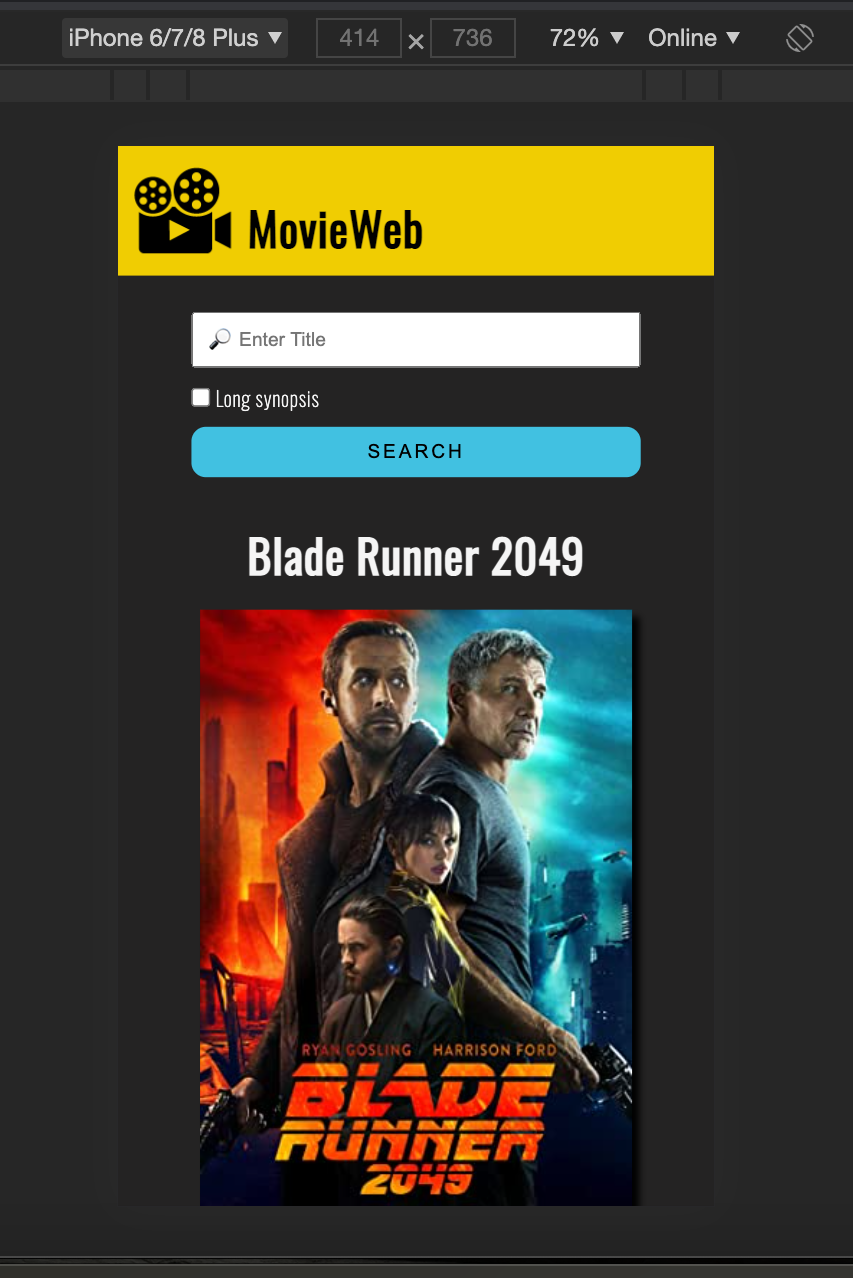 iPhone 6/7/8 Plus ▼ 414 × 736 72% ▼ Online ▼
MovieWeb
Enter Title
Long synopsis
SEARCH
Blade Runner 2049
RYAN GOSLING HARRISON FORD
BLADE
RUNNER
2049